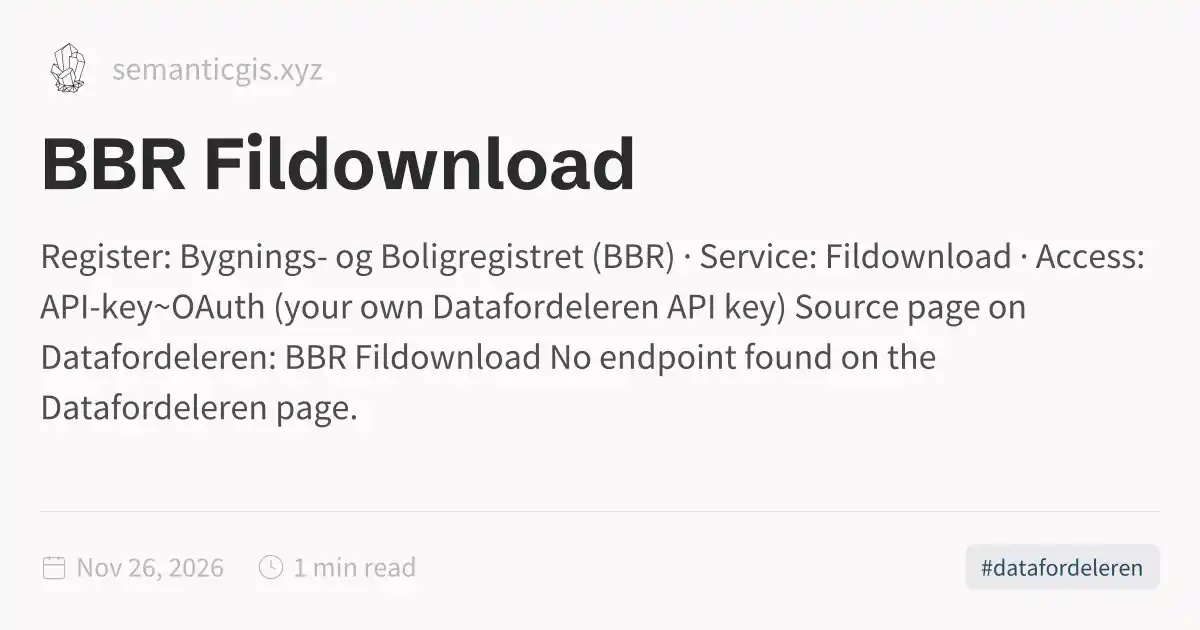 semanticgis.xyz
BBR Fildownload
Register: Bygnings- og Boligregistret (BBR) · Service: Fildownload · Access:
API-key~OAuth (your own Datafordeleren API key) Source page on
Datafordeleren: BBR Fildownload No endpoint found on the
Datafordeleren page.
Nov 26, 2026 1 min read #datafordeleren